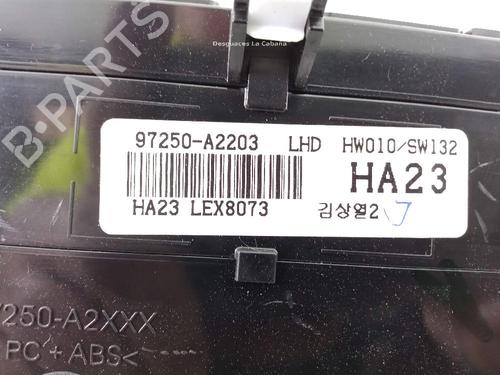 Desguaces La Cabana
B-PARTS
97250-A2203 LHD HW010/SW132
HA23
HA23 LEX8073 김상열2
7250-A2XXX
PC+ABS<